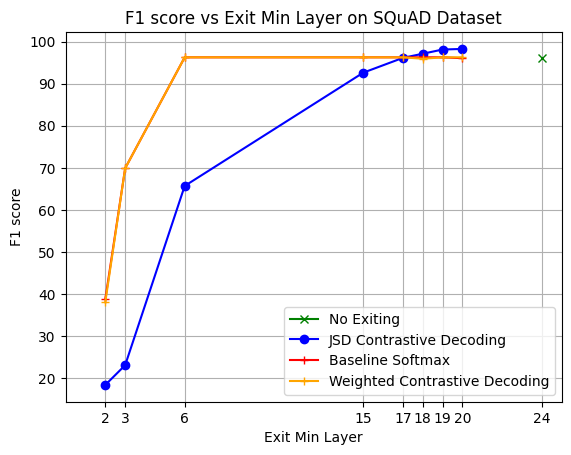 F1 score vs Exit Min Layer on SQuAD Dataset
100
90
80
70
60
50
40
30
20
F1 score
No Exiting
JSD Contrastive Decoding
Baseline Softmax
Weighted Contrastive Decoding
2 3 6 15 17 18 19 20 24
Exit Min Layer